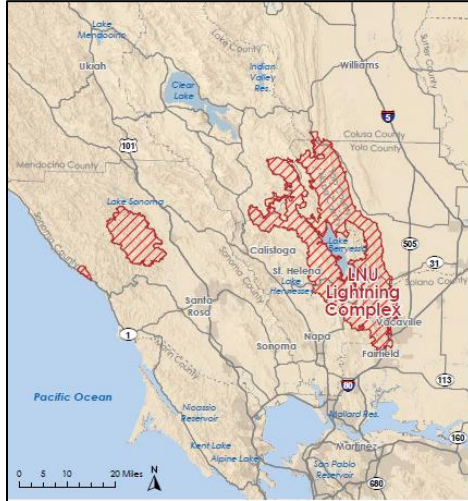 Lake
Mendocino
Lake County
Ukiah
Clear
Lake
Indian
Valley
Res.
Williams
Sutter County
5
Colusa County
Yolo County
101
Mendocino County
Lake Sonoma
Sonoma County
Calistoga
Lake
Berryessa
505
St. Helena
Lake
Hennessey
31
Solano County
LNU
Lightning
Complex
Santa
Rosa
Sonoma County
Vacaville
1
Sonoma
Napa
Fairfield
80
113
Pacific Ocean
Nicasio
Reservoir
Mallard Res.
Kent Lake
Alpine Lake
Martinez
160
San Pablo
Reservoir
680
0 5 10 20 Miles
N